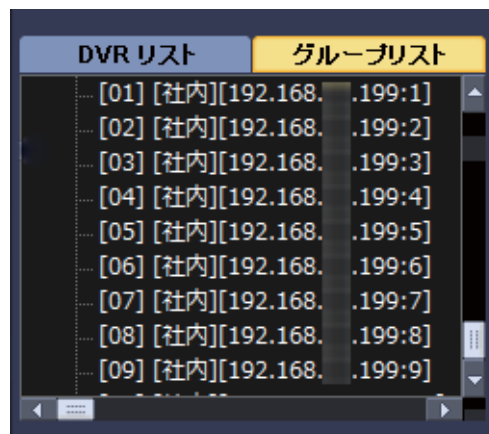 DVR リスト グループリスト
[01] [社内][192.168. .199:1]
[02] [社内][192.168. .199:2]
[03] [社内][192.168. .199:3]
[04] [社内][192.168. .199:4]
[05] [社内][192.168. .199:5]
[06] [社内][192.168. .199:6]
[07] [社内][192.168. .199:7]
[08] [社内][192.168. .199:8]
[09] [社内][192.168. .199:9]